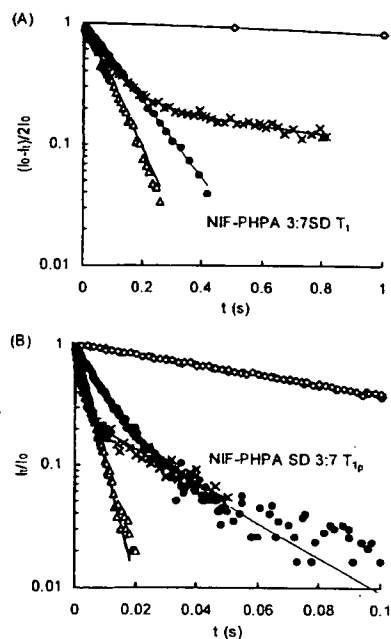 (A)
1
0.1
0.01
(I0-It)/2I0
NIF-PHPA 3:7SD T1
0 0.2 0.4 0.6 0.8 1
t (s)
(B)
1
0.1
0.01
It/I0
NIF-PHPA SD 3:7 T1ρ
0 0.02 0.04 0.06 0.08 0.1
t (s)